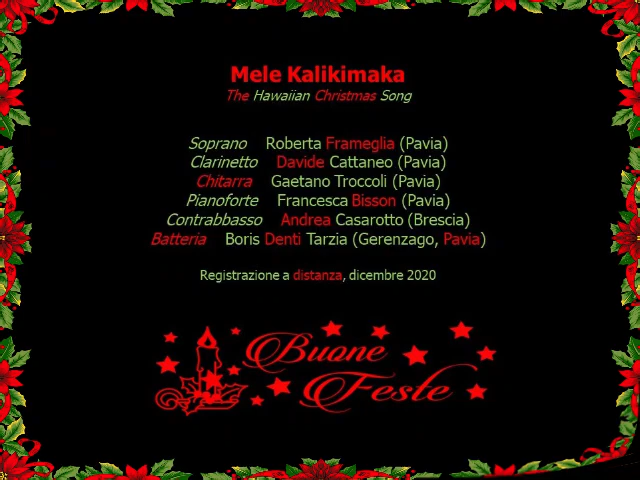 Mele Kalikimaka
The Hawaiian Christmas Song
Soprano Roberta Frameglia (Pavia)
Clarinetto Davide Cattaneo (Pavia)
Chitarra Gaetano Troccoli (Pavia)
Pianoforte Francesca Bisson (Pavia)
Contrabbasso Andrea Casarotto (Brescia)
Batteria Boris Denti Tarzia (Gerenzago, Pavia)
Registrazione a distanza, dicembre 2020
Buone
Feste